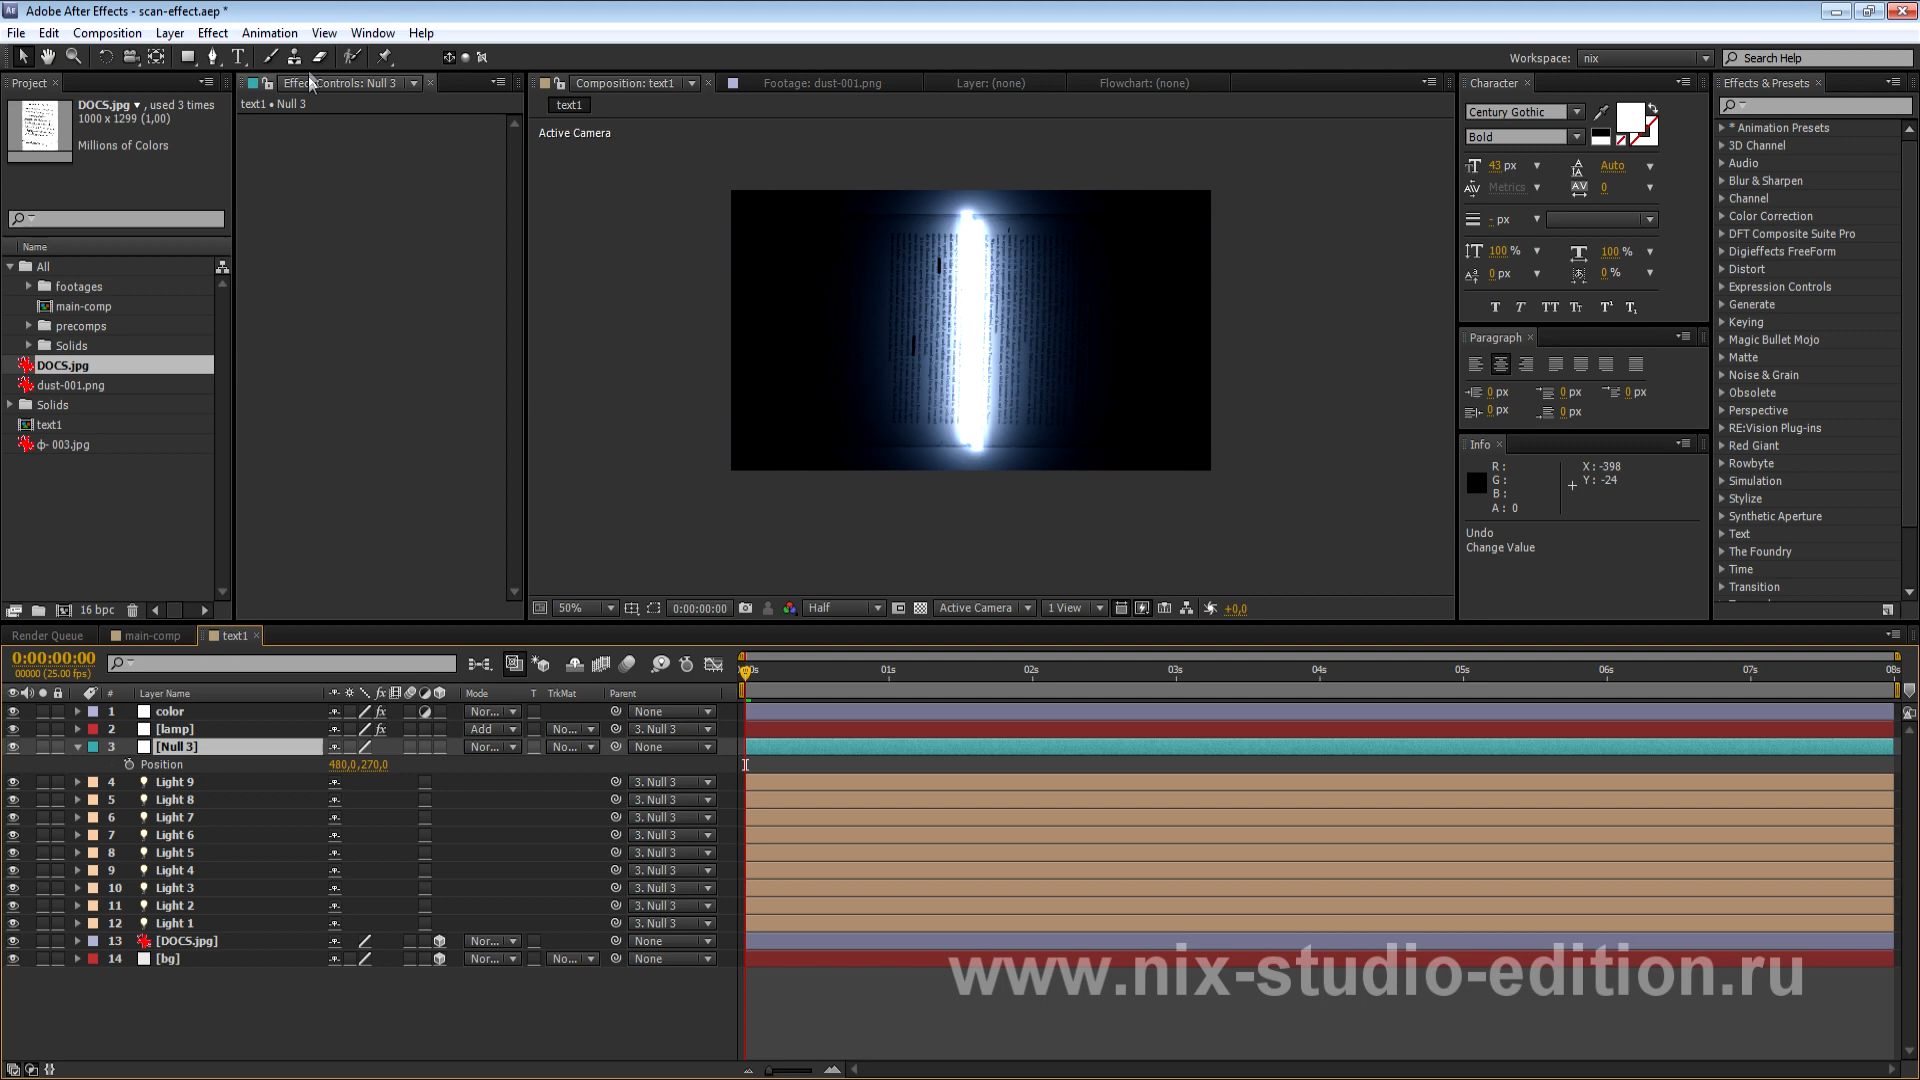 Adobe After Effects - scan-effect.aep *
File Edit Composition Layer Effect Animation View Window Help
Workspace: nix Search Help
Project
DOCS.jpg , used 3 times
1000 x 1299 (1,00)
Millions of Colors
Name
All
footages
main-comp
precomps
Solids
DOCS.jpg
dust-001.png
Solids
text1
ф- 003.jpg
16 bpc
Effect Controls: Null 3
text1 • Null 3
Composition: text1 Footage: dust-001.png Layer: (none) Flowchart: (none)
text1
Active Camera
50% 0:00:00:00 Half Active Camera 1 View +0,0
Character
Century Gothic
Bold
43 px Auto
Metrics 0
- px
100 % 100 %
0 px 0 %
Paragraph
0 px 0 px 0 px
0 px 0 px
Info
R: X: -398
G: Y: -24
B:
A: 0
Undo
Change Value
Effects & Presets
* Animation Presets
3D Channel
Audio
Blur & Sharpen
Channel
Color Correction
DFT Composite Suite Pro
Digieffects FreeForm
Distort
Expression Controls
Generate
Keying
Magic Bullet Mojo
Matte
Noise & Grain
Obsolete
Perspective
RE:Vision Plug-ins
Red Giant
Rowbyte
Simulation
Stylize
Synthetic Aperture
Text
The Foundry
Time
Transition
Render Queue main-comp text1
0:00:00:00
00000 (25.00 fps)
01s 02s 03s 04s 05s 06s 07s 08s
# Layer Name Mode T TrkMat Parent
1 color Nor... None
2 [lamp] Add No... 3. Null 3
3 [Null 3] Nor... No... None
Position 480,0,270,0
4 Light 9 3. Null 3
5 Light 8 3. Null 3
6 Light 7 3. Null 3
7 Light 6 3. Null 3
8 Light 5 3. Null 3
9 Light 4 3. Null 3
10 Light 3 3. Null 3
11 Light 2 3. Null 3
12 Light 1 3. Null 3
13 [DOCS.jpg] Nor... None
14 [bg] Nor... No... None
www.nix-studio-edition.ru